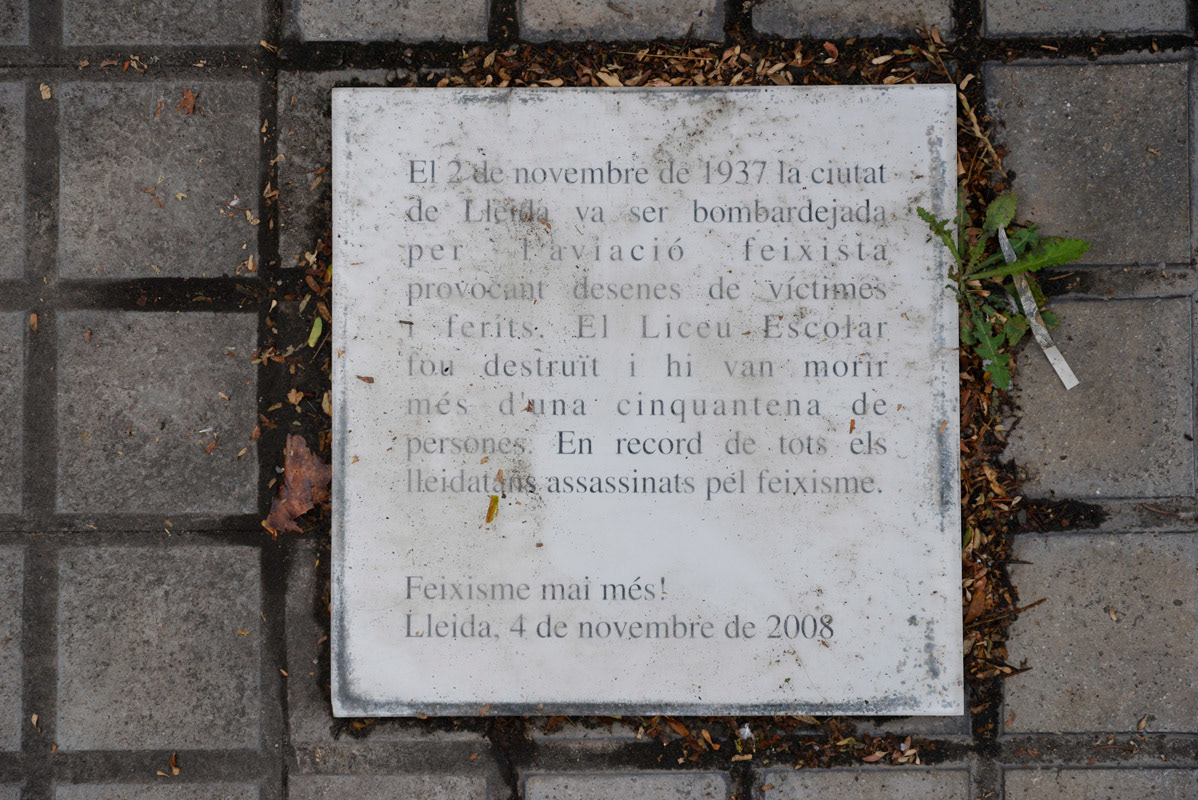 El 2 de novembre de 1937 la ciutat
de Lleida va ser bombardejada
per l'aviació feixista
provocant desenes de víctimes
i ferits. El Liceu Escolar
fou destruït i hi van morir
més d'una cinquantena de
persones. En record de tots els
lleidatans assassinats pel feixisme.
Feixisme mai més!
Lleida, 4 de novembre de 2008